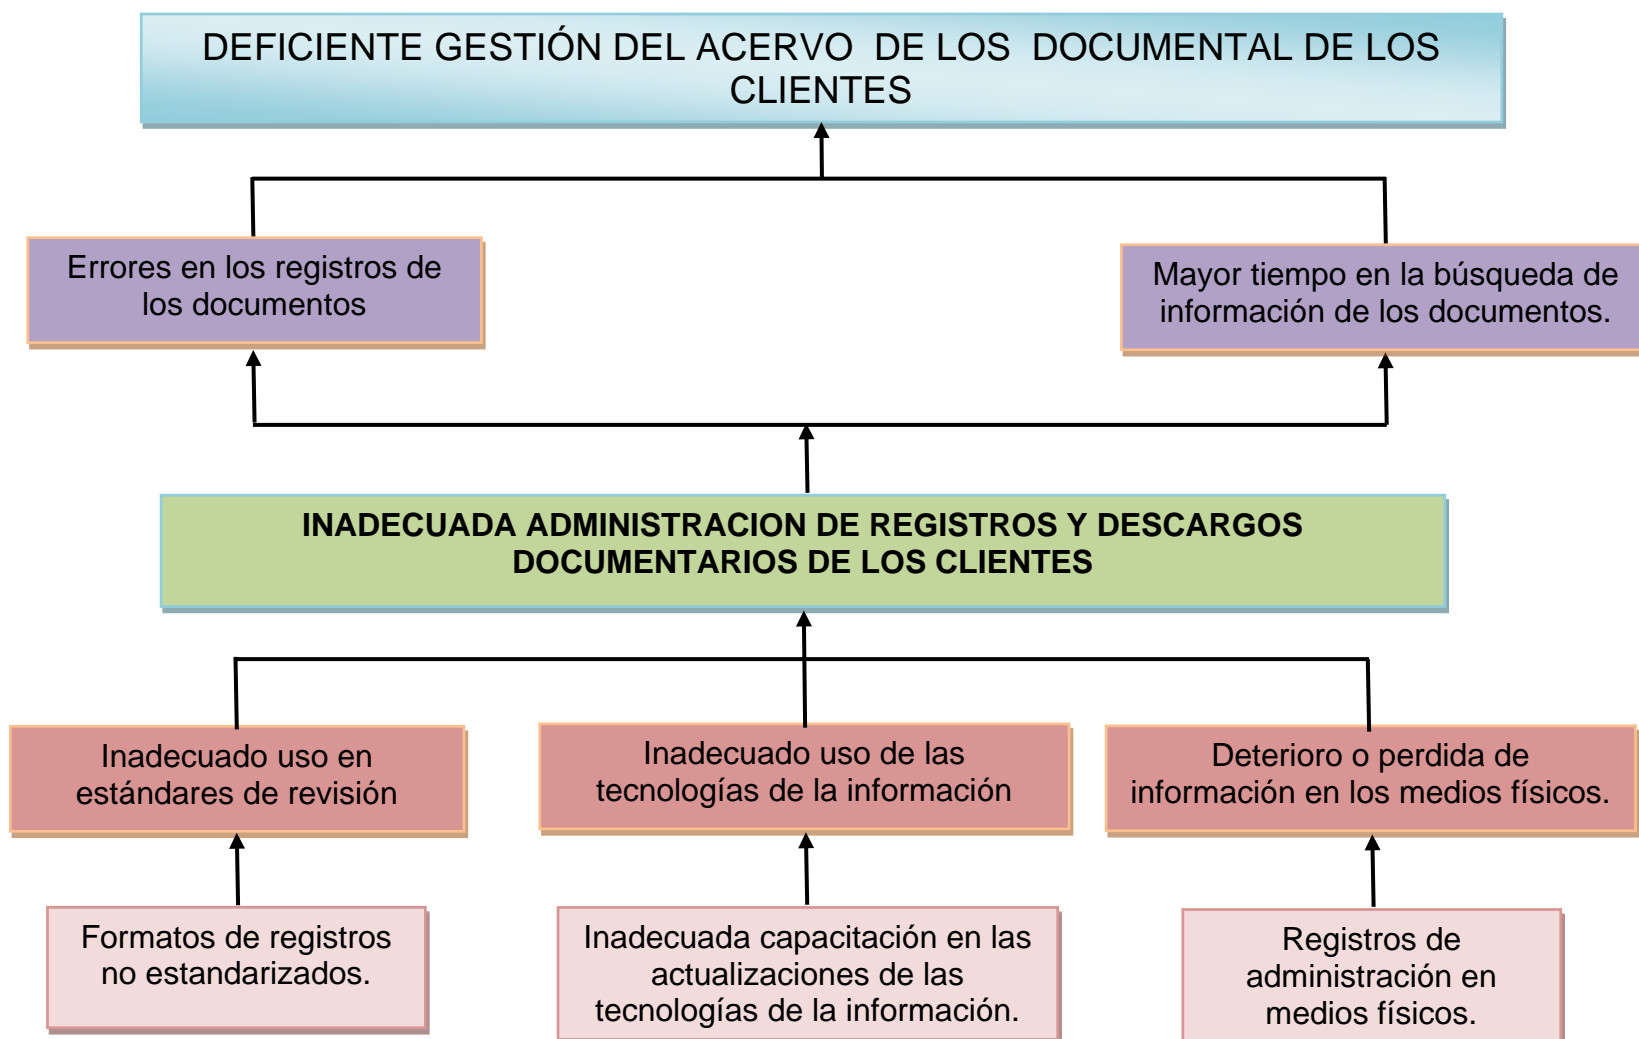 DEFICIENTE GESTIÓN DEL ACERVO DE LOS DOCUMENTAL DE LOS
CLIENTES
Errores en los registros de
los documentos
Mayor tiempo en la búsqueda de
información de los documentos.
INADECUADA ADMINISTRACION DE REGISTROS Y DESCARGOS
DOCUMENTARIOS DE LOS CLIENTES
Inadecuado uso en
estándares de revisión
Inadecuado uso de las
tecnologías de la información
Deterioro o perdida de
información en los medios físicos.
Formatos de registros
no estandarizados.
Inadecuada capacitación en las
actualizaciones de las
tecnologías de la información.
Registros de
administración en
medios físicos.